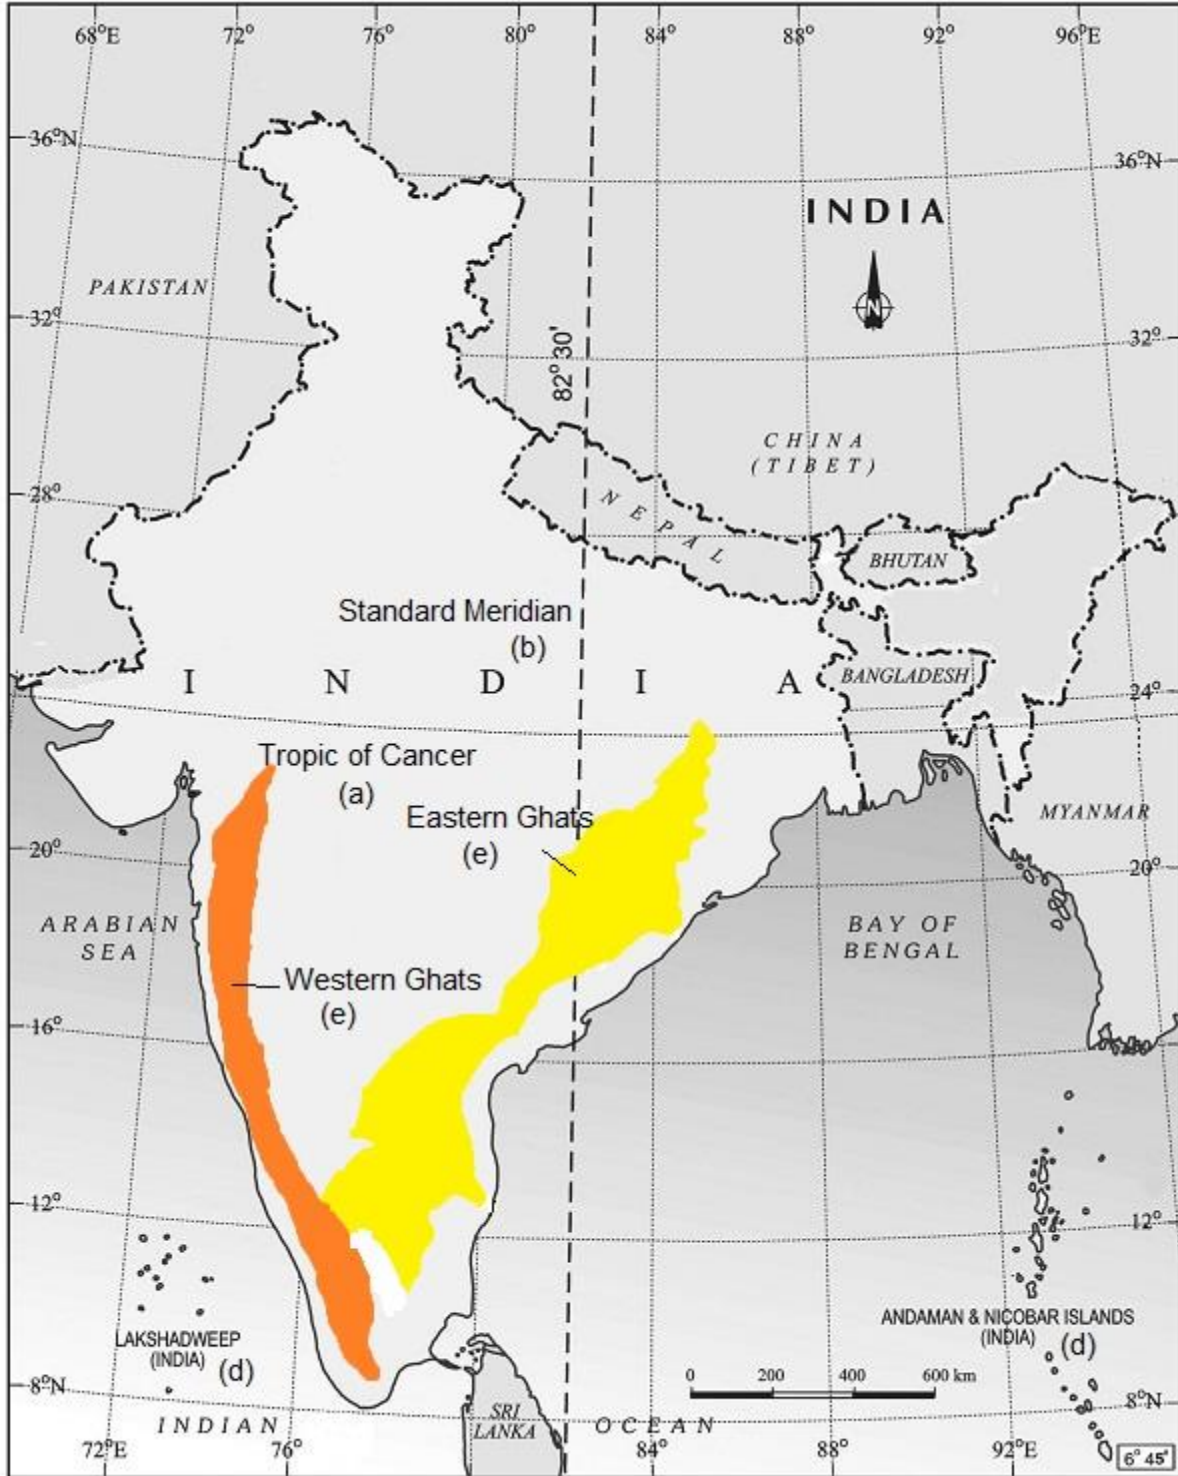 68°E 72° 76° 80° 84° 88° 92° 96°E
36°N
36°N
INDIA
N
PAKISTAN
32°
32°
82° 30'
CHINA
(TIBET)
28°
NEPAL
BHUTAN
Standard Meridian
(b)
I N D I A
BANGLADESH
24°
Tropic of Cancer
(a)
Eastern Ghats
(e)
MYANMAR
20°
20°
ARABIAN
SEA
BAY OF
BENGAL
Western Ghats
(e)
16°
12°
12°
LAKSHADWEEP
(INDIA) (d)
ANDAMAN & NICOBAR ISLANDS
(INDIA) (d)
0 200 400 600 km
8°N
8°N
INDIAN OCEAN
SRI
LANKA
72°E 76° 84° 88° 92°E
6° 45'